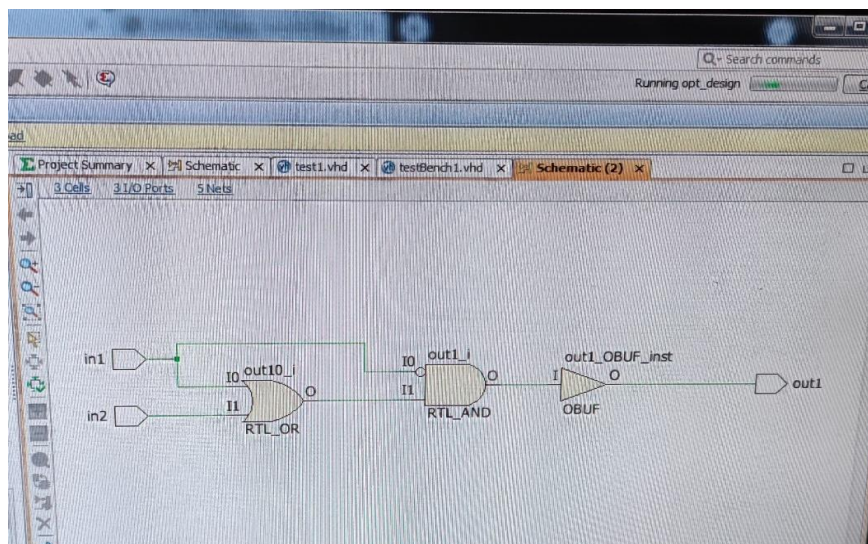 Search commands
Running opt_design
ad
Project Summary Schematic test1.vhd testBench1.vhd Schematic (2)
3 Cells 3 I/O Ports 5 Nets
in1
I0 out10_i
O
I1
RTL_OR
in2
I0 out1_i
O
I1
RTL_AND
out1_OBUF_inst
I O
OBUF
out1